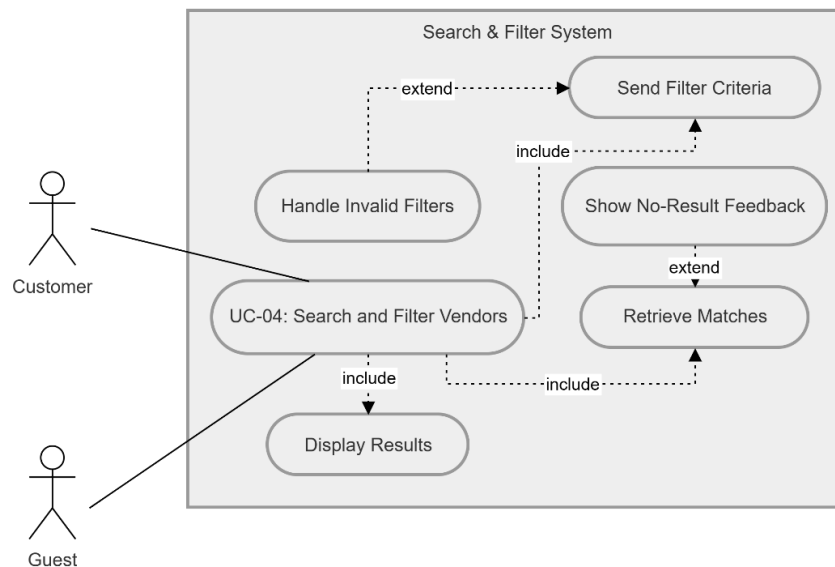 Search & Filter System
extend
Send Filter Criteria
include
Handle Invalid Filters
Show No-Result Feedback
Customer
extend
UC-04: Search and Filter Vendors
Retrieve Matches
include
include
Display Results
Guest